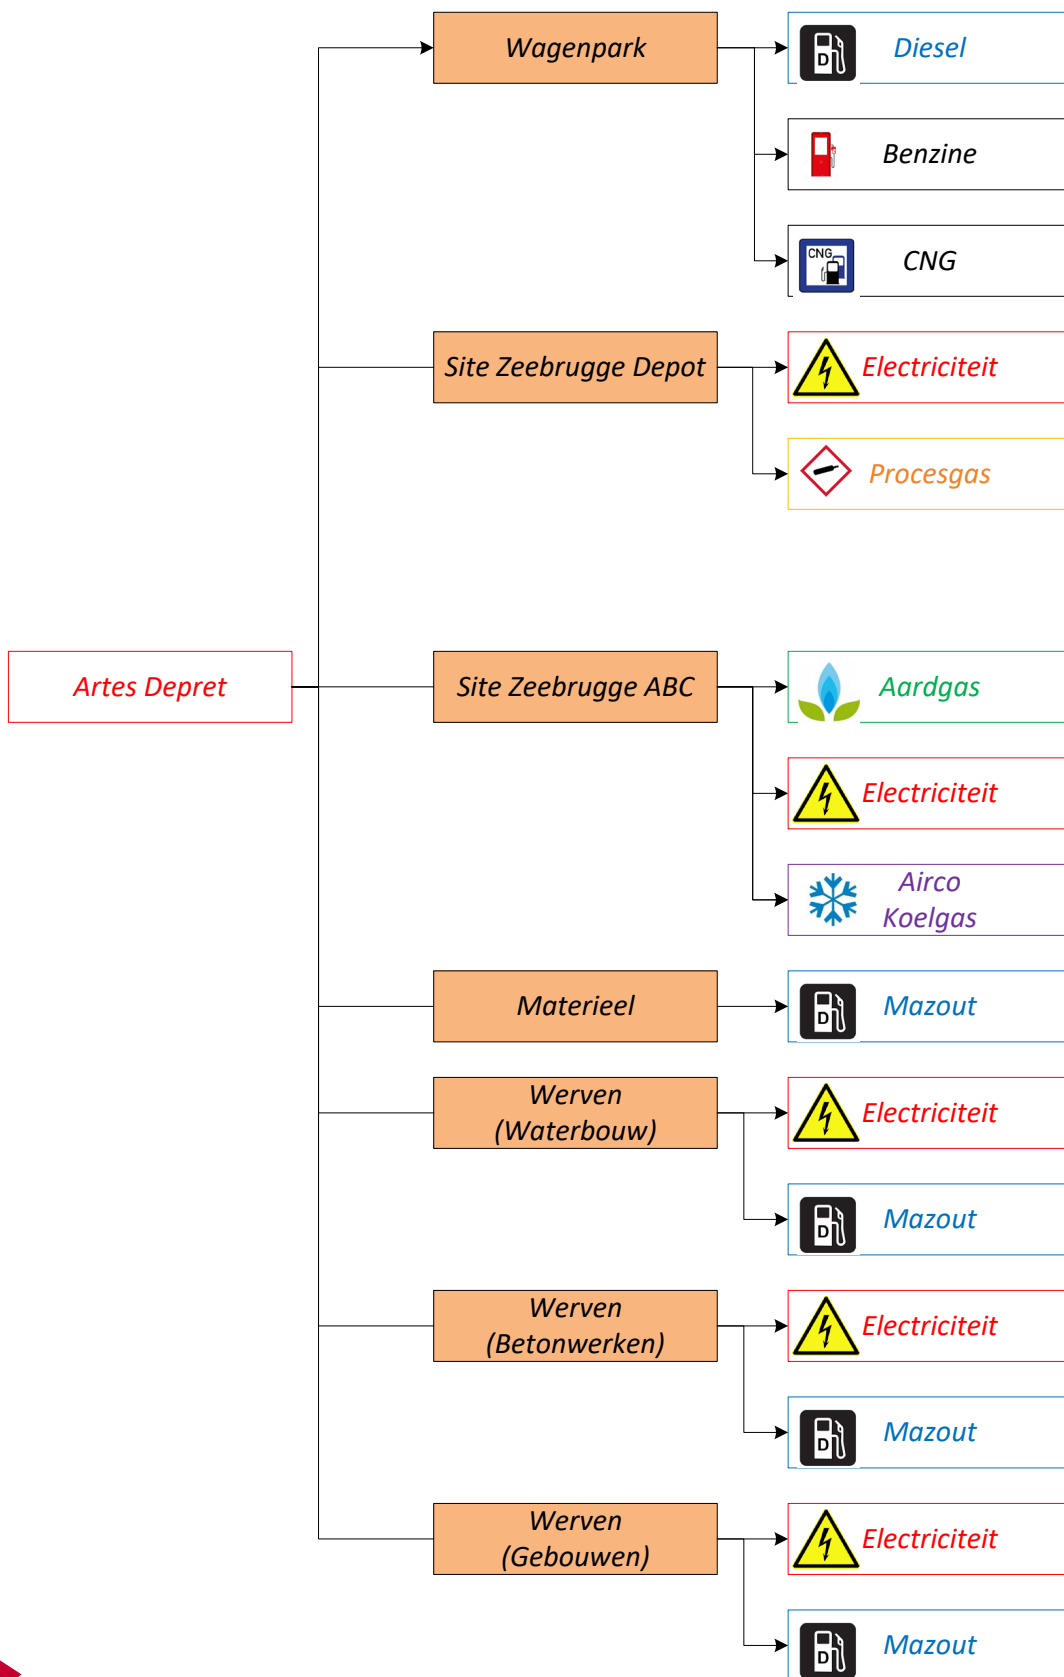 Wagenpark
D
Diesel
Benzine
CNG
CNG
Site Zeebrugge Depot
Electriciteit
Procesgas
Artes Depret
Site Zeebrugge ABC
Aardgas
Electriciteit
Airco
Koelgas
Materieel
D
Mazout
Werven
(Waterbouw)
Electriciteit
D
Mazout
Werven
(Betonwerken)
Electriciteit
D
Mazout
Werven
(Gebouwen)
Electriciteit
D
Mazout